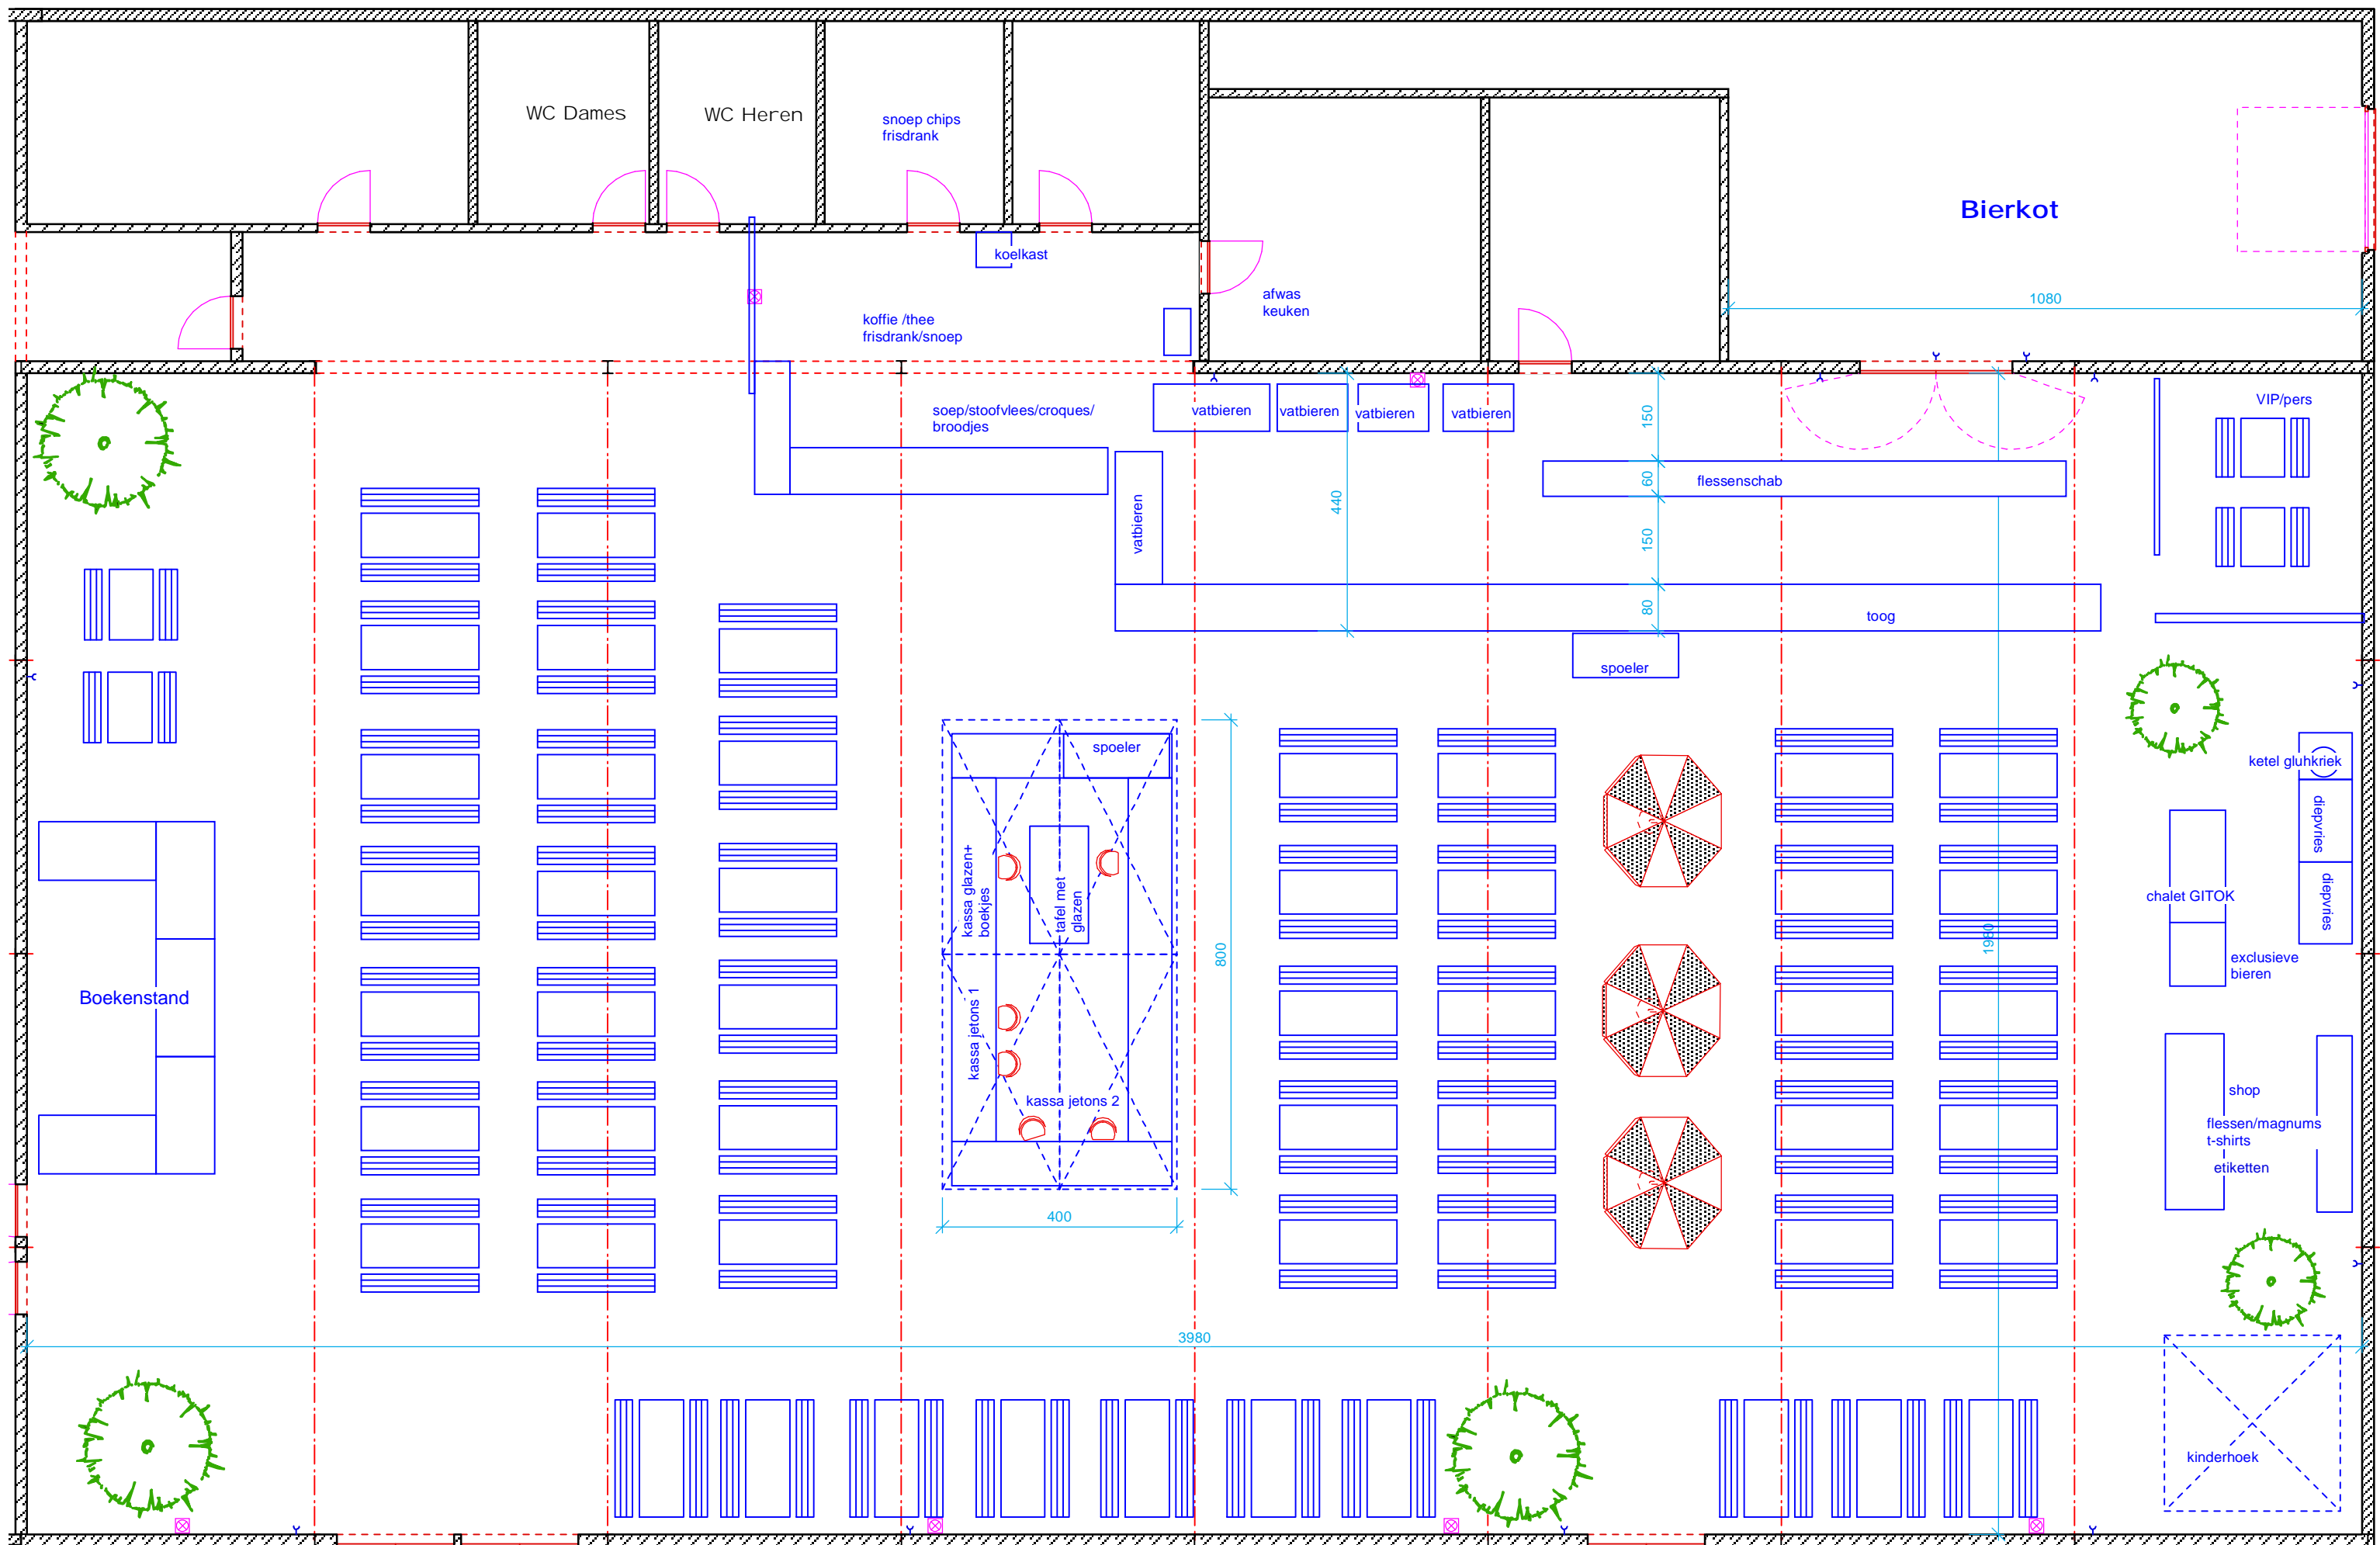 WC Dames
WC Heren
snoep chips
frisdrank
Bierkot
koelkast
koffie /thee
frisdrank/snoep
afwas
keuken
1080
soep/stoofvlees/croques/
broodjes
vatbieren
vatbieren
vatbieren
vatbieren
vatbieren
440
150
60
150
80
flessenschab
toog
VIP/pers
spoeler
spoeler
kassa glazen+
boekjes
tafel met
glazen
kassa jetons 1
kassa jetons 2
800
400
1980
ketel gluhkriek
diepvries
diepvries
chalet GITOK
exclusieve
bieren
Boekenstand
shop
flessen/magnums
t-shirts
etiketten
3980
kinderhoek